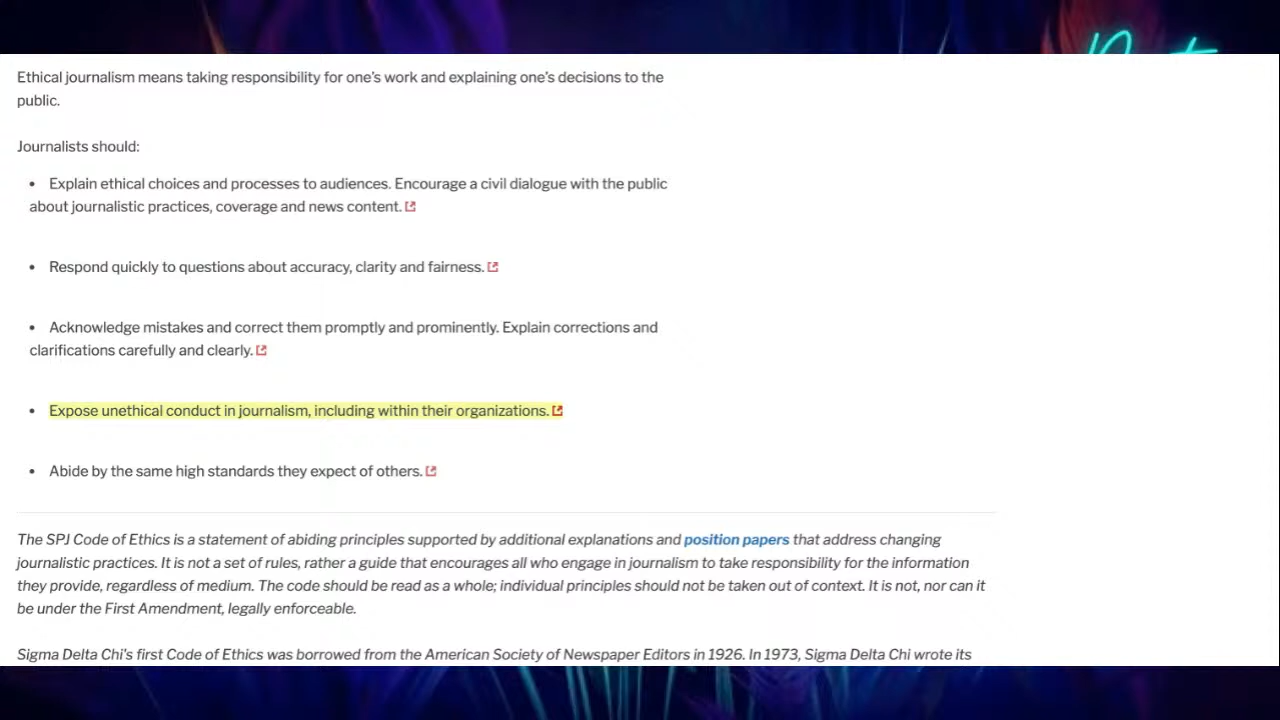 Ethical journalism means taking responsibility for one's work and explaining one's decisions to the
public.
Journalists should:
• Explain ethical choices and processes to audiences. Encourage a civil dialogue with the public
about journalistic practices, coverage and news content.
• Respond quickly to questions about accuracy, clarity and fairness.
• Acknowledge mistakes and correct them promptly and prominently. Explain corrections and
clarifications carefully and clearly.
• Expose unethical conduct in journalism, including within their organizations.
• Abide by the same high standards they expect of others.
The SPJ Code of Ethics is a statement of abiding principles supported by additional explanations and position papers that address changing
journalistic practices. It is not a set of rules, rather a guide that encourages all who engage in journalism to take responsibility for the information
they provide, regardless of medium. The code should be read as a whole; individual principles should not be taken out of context. It is not, nor can it
be under the First Amendment, legally enforceable.
Sigma Delta Chi's first Code of Ethics was borrowed from the American Society of Newspaper Editors in 1926. In 1973, Sigma Delta Chi wrote its